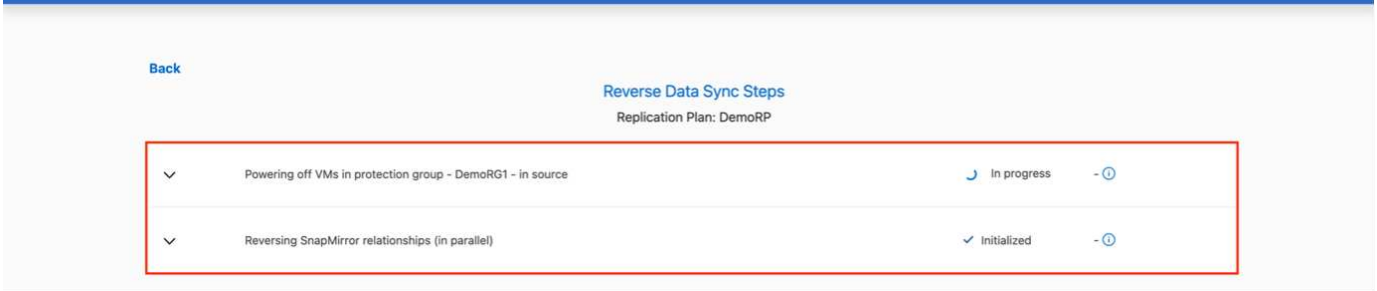 Back
Reverse Data Sync Steps
Replication Plan: DemoRP
Powering off VMs in protection group - DemoRG1 - in source In progress -
Reversing SnapMirror relationships (in parallel) Initialized -